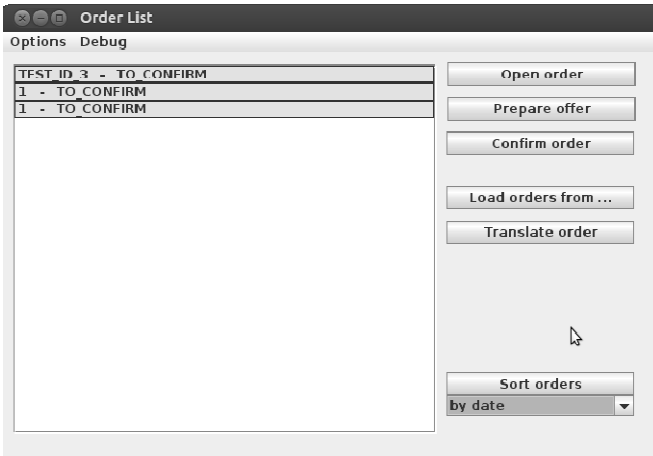 Order List
Options Debug
TEST_ID_3 - TO_CONFIRM
1 - TO_CONFIRM
1 - TO_CONFIRM
Open order
Prepare offer
Confirm order
Load orders from ...
Translate order
Sort orders
by date